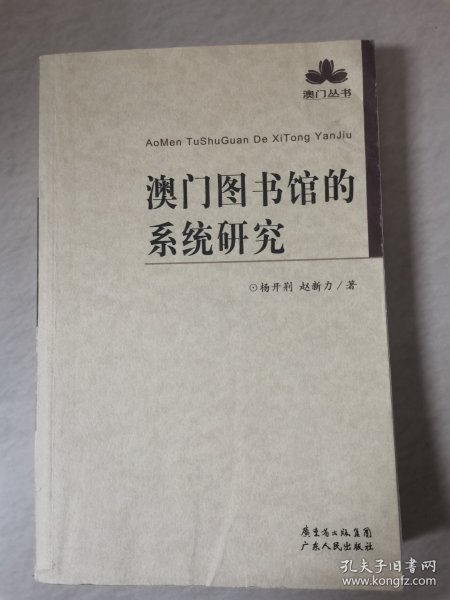 澳门丛书
AoMen TuShuGuan De XiTong YanJiu
澳门图书馆的
系统研究
⊙杨开荆 赵新力/著
广东省出版集团
广东人民出版社
孔夫子旧书网
www.kongfz.com